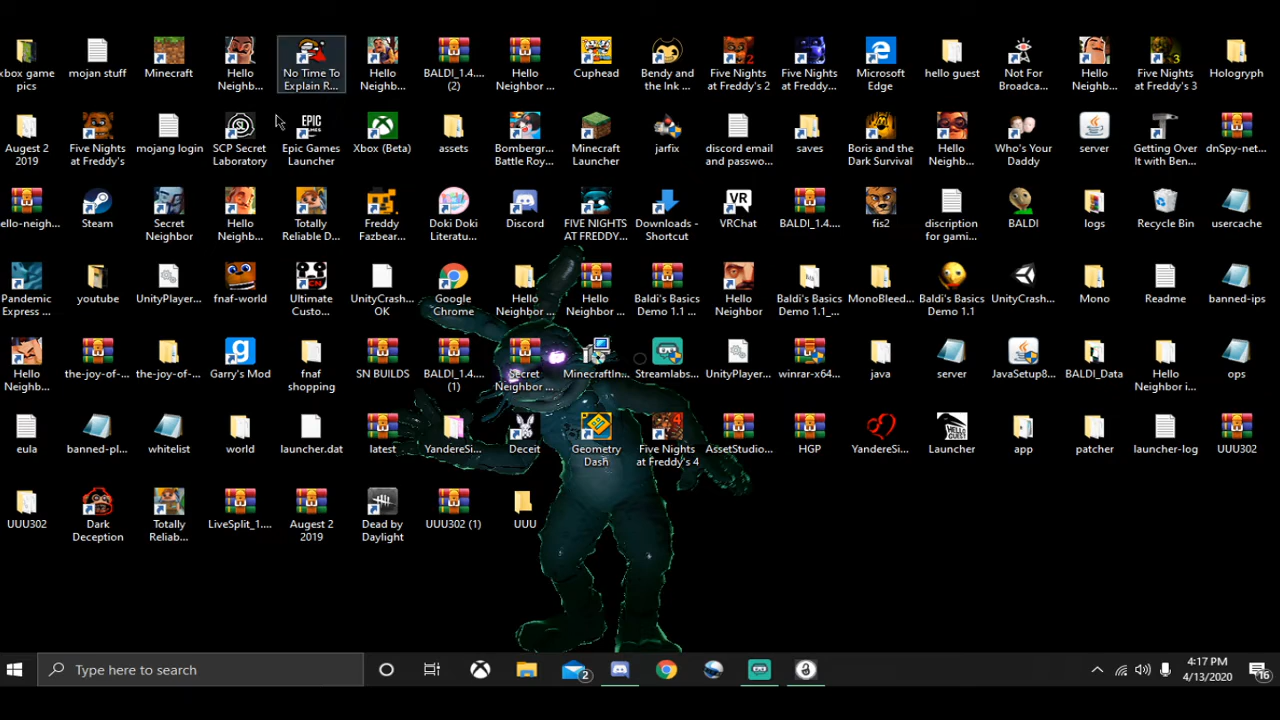 xbox game
pics
mojan stuff
Minecraft
Hello
Neighb...
No Time To
Explain R...
Hello
Neighb...
BALDI_1.4....
(2)
Hello
Neighbor ...
Cuphead
Bendy and
the Ink ...
Five Nights
at Freddy's 2
Five Nights
at Freddy...
Microsoft
Edge
hello guest
Not For
Broadca...
Hello
Neighb...
Five Nights
at Freddy's 3
Hologryph
Augest 2
2019
Five Nights
at Freddy's
mojang login
SCP Secret
Laboratory
EPIC
GAMES
Epic Games
Launcher
Xbox (Beta)
assets
Bombergr...
Battle Roy...
Minecraft
Launcher
jarfix
discord email
and passwo...
saves
Boris and the
Dark Survival
Hello
Neighb...
Who's Your
Daddy
server
Getting Over
It with Ben...
dnSpy-net...
ello-neigh...
Steam
Secret
Neighbor
Hello
Neighb...
Totally
Reliable D...
Freddy
Fazbear...
Doki Doki
Literatu...
Discord
FIVE NIGHTS
AT FREDDY...
Downloads -
Shortcut
VR
VRChat
BALDI_1.4....
fis2
discription
for gami...
BALDI
logs
Recycle Bin
usercache
Pandemic
Express ...
youtube
UnityPlayer...
fnaf-world
CN
Ultimate
Custo...
UnityCrash...
OK
Google
Chrome
Hello
Neighbor ...
Hello
Neighbor ...
Baldi's Basics
Demo 1.1 ...
Hello
Neighbor
Baldi's Basics
Demo 1.1_...
MonoBleed...
Baldi's Basics
Demo 1.1
UnityCrash...
Mono
Readme
banned-ips
Hello
Neighb...
the-joy-of-...
the-joy-of-...
g
Garry's Mod
fnaf
shopping
SN BUILDS
BALDI_1.4....
(1)
Secret
Neighbor ...
MinecraftIn...
Streamlabs...
UnityPlayer...
winrar-x64...
java
server
JavaSetup8...
BALDI_Data
Hello
Neighbor i...
ops
eula
banned-pl...
whitelist
world
launcher.dat
latest
YandereSi...
Deceit
Geometry
Dash
4
Five Nights
at Freddy's 4
AssetStudio...
HGP
YandereSi...
HELLO
GUEST
Launcher
app
patcher
launcher-log
UUU302
UUU302
Dark
Deception
Totally
Reliab...
LiveSplit_1....
Augest 2
2019
Dead by
Daylight
UUU302 (1)
UUU
Type here to search
2
4:17 PM
4/13/2020
16